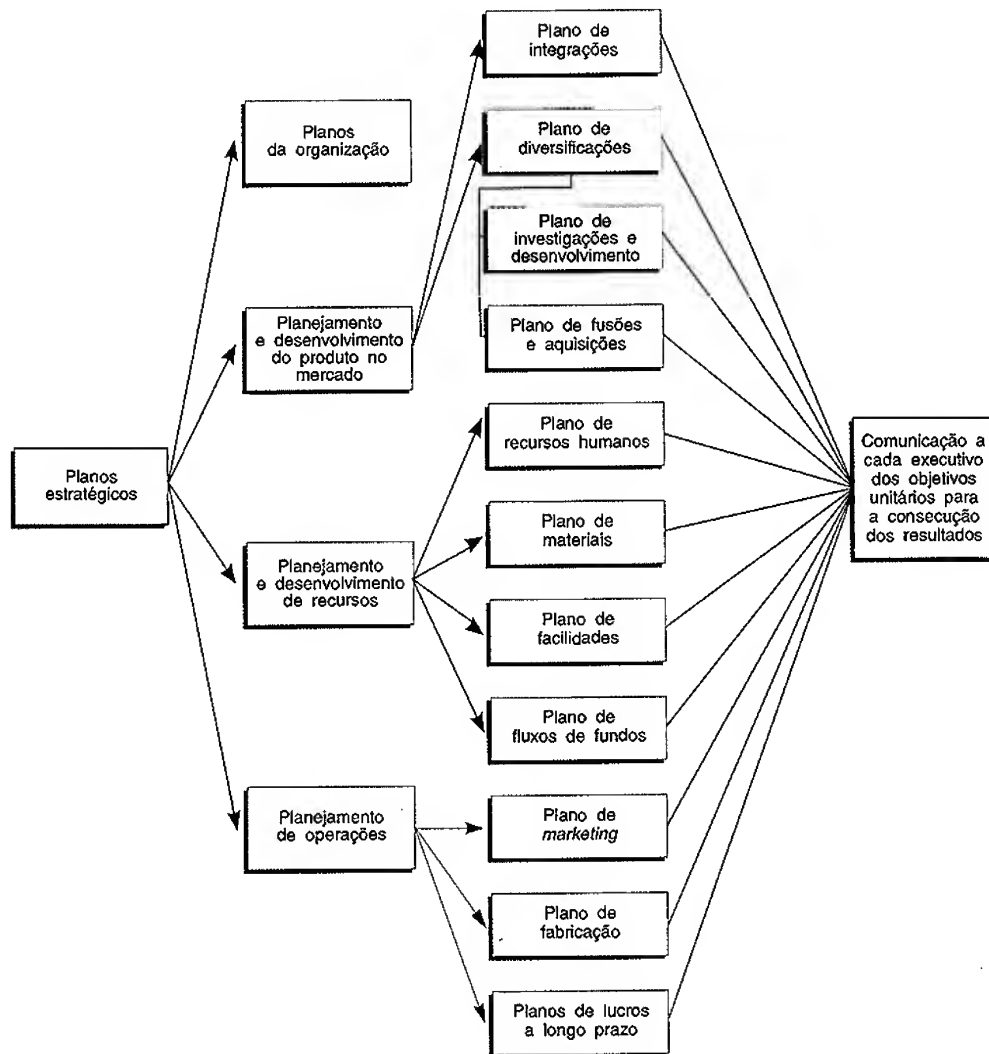 Planos
estratégicos
Planos
da organização
Planejamento
e desenvolvimento
do produto no
mercado
Planejamento
e desenvolvimento
de recursos
Planejamento
de operações
Plano de
integrações
Plano de
diversificações
Plano de
investigações e
desenvolvimento
Plano de fusões
e aquisições
Plano de
recursos humanos
Plano de
materiais
Plano de
facilidades
Plano de
fluxos de fundos
Plano de
marketing
Plano de
fabricação
Planos de lucros
a longo prazo
Comunicação a
cada executivo
dos objetivos
unitários para
a consecução
dos resultados